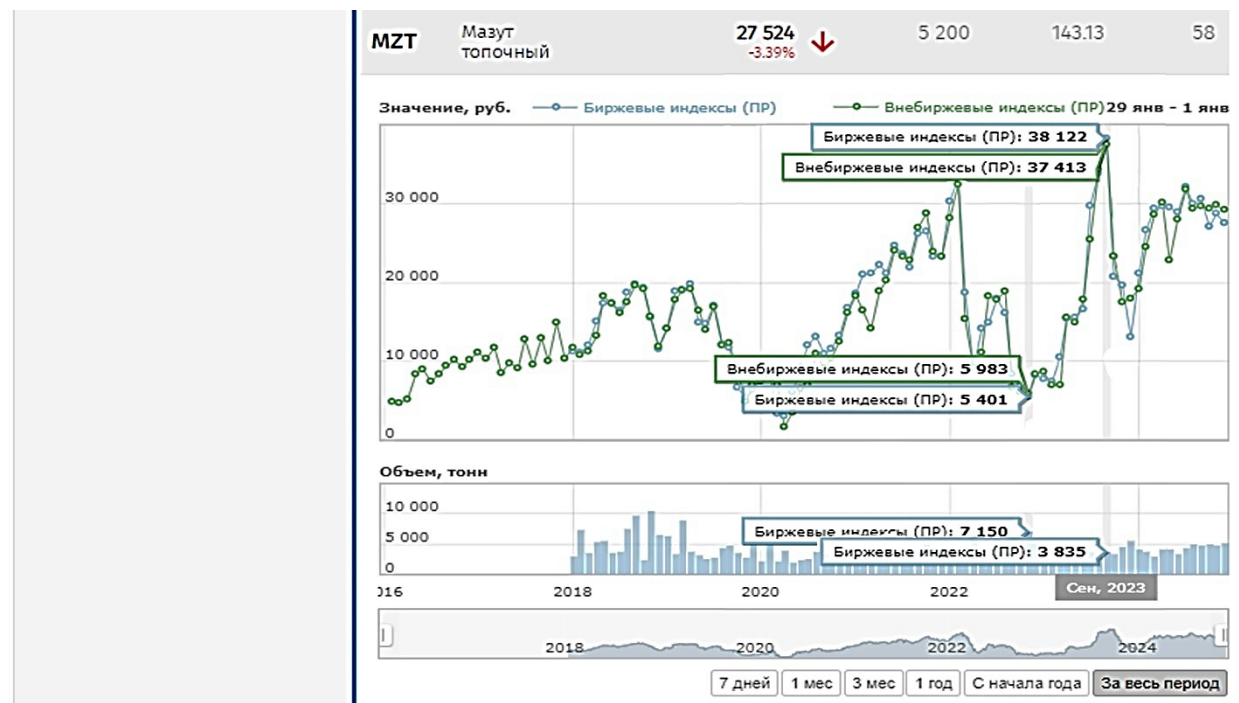 MZT Мазут топочный 27 524 5 200 143.13 58
-3.39%
Значение, руб. Биржевые индексы (ПР) Внебиржевые индексы (ПР) 29 янв - 1 янв
Биржевые индексы (ПР): 38 122
Внебиржевые индексы (ПР): 37 413
30 000
20 000
10 000
Внебиржевые индексы (ПР): 5 983
Биржевые индексы (ПР): 5 401
0
Объем, тонн
10 000
5 000
Биржевые индексы (ПР): 7 150
Биржевые индексы (ПР): 3 835
0
016 2018 2020 2022 Сен, 2023
2018 2020 2022 2024
7 дней 1 мес 3 мес 1 год С начала года За весь период